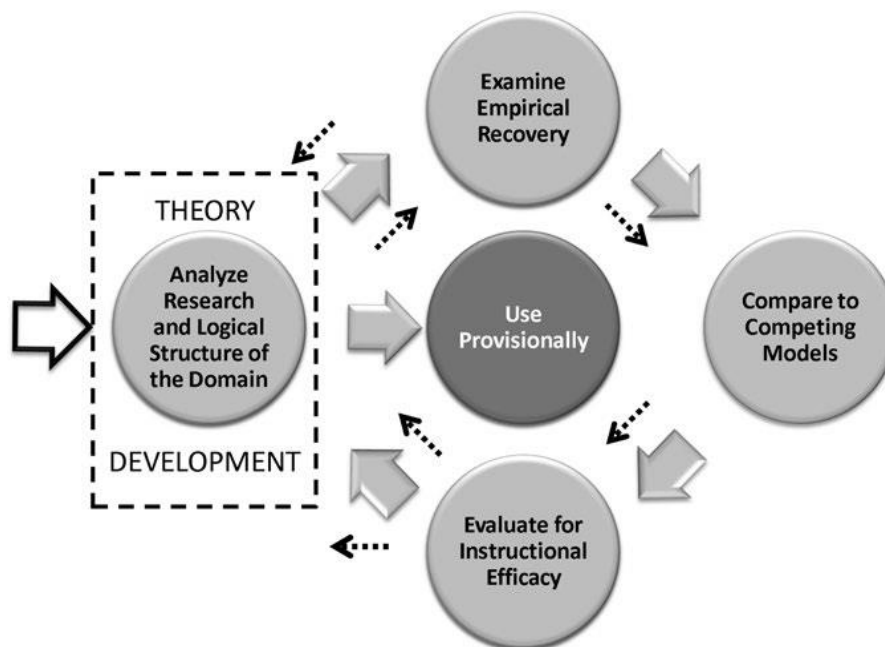 Examine
Empirical
Recovery
THEORY
Analyze
Research
and Logical
Structure of
the Domain
DEVELOPMENT
Use
Provisionally
Compare to
Competing
Models
Evaluate for
Instructional
Efficacy